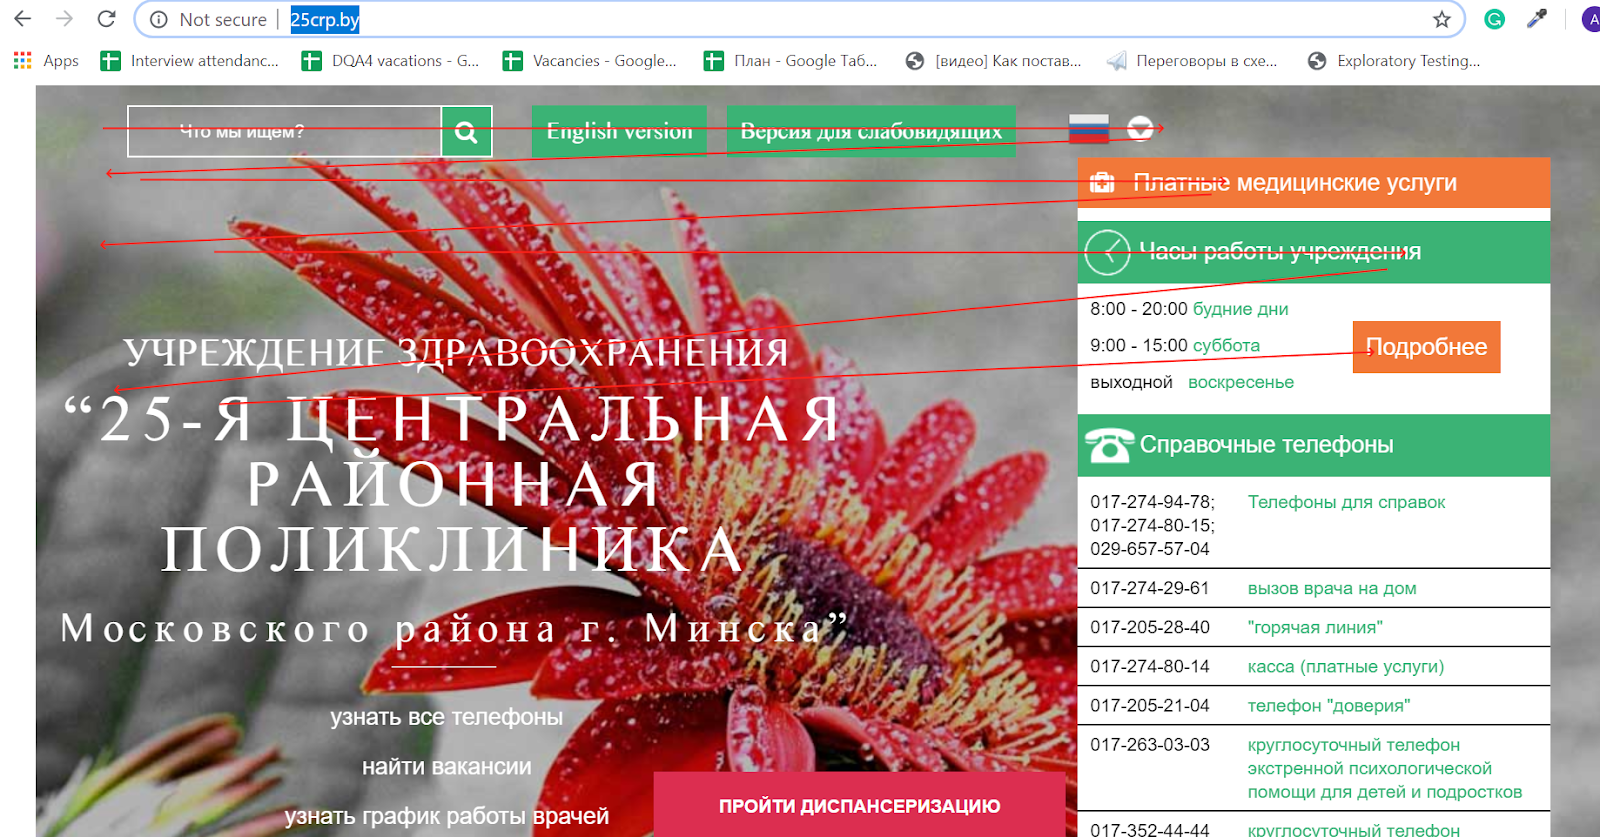 Not secure | 25crp.by
A
Apps
Interview attendanc...
DQA4 vacations - G...
Vacancies - Google...
План - Google Таб...
[видео] Как постав...
Переговоры в схе...
Exploratory Testing...
Что мы ищем?
English version
Версия для слабовидящих
Платные медицинские услуги
Часы работы учреждения
8:00 - 20:00 будние дни
9:00 - 15:00 суббота
выходной воскресенье
Подробнее
УЧРЕЖДЕНИЕ ЗДРАВООХРАНЕНИЯ
“25-Я ЦЕНТРАЛЬНАЯ
РАЙОННАЯ
ПОЛИКЛИНИКА
Московского района г. Минска”
узнать все телефоны
найти вакансии
узнать график работы врачей
ПРОЙТИ ДИСПАНСЕРИЗАЦИЮ
Справочные телефоны
017-274-94-78; Телефоны для справок
017-274-80-15;
029-657-57-04
017-274-29-61 вызов врача на дом
017-205-28-40 "горячая линия"
017-274-80-14 касса (платные услуги)
017-205-21-04 телефон "доверия"
017-263-03-03 круглосуточный телефон
экстренной психологической
помощи для детей и подростков
017-352-44-44 круглосуточный телефон